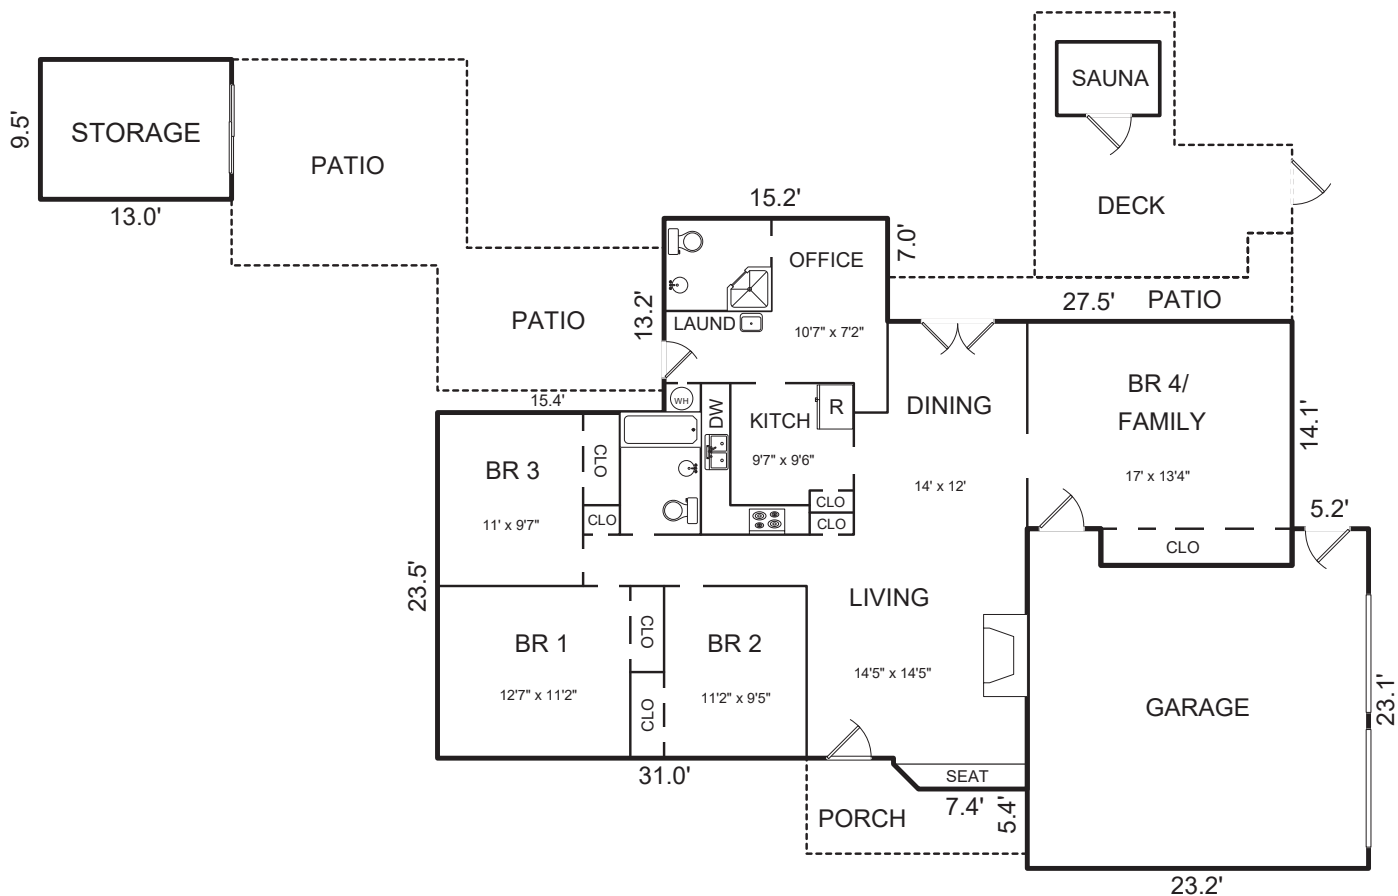 SAUNA
9.5'
STORAGE
PATIO
13.0'
15.2'
DECK
7.0'
OFFICE
27.5'
PATIO
13.2'
PATIO
LAUND
10'7" x 7'2"
15.4'
WH
DW
KITCH
R
DINING
BR 4/
FAMILY
14.1'
BR 3
CLO
9'7" x 9'6"
14' x 12'
17' x 13'4"
11' x 9'7"
CLO
CLO
CLO
5.2'
CLO
23.5'
LIVING
BR 1
CLO
BR 2
14'5" x 14'5"
12'7" x 11'2"
11'2" x 9'5"
CLO
GARAGE
23.1'
31.0'
SEAT
7.4'
5.4'
PORCH
23.2'